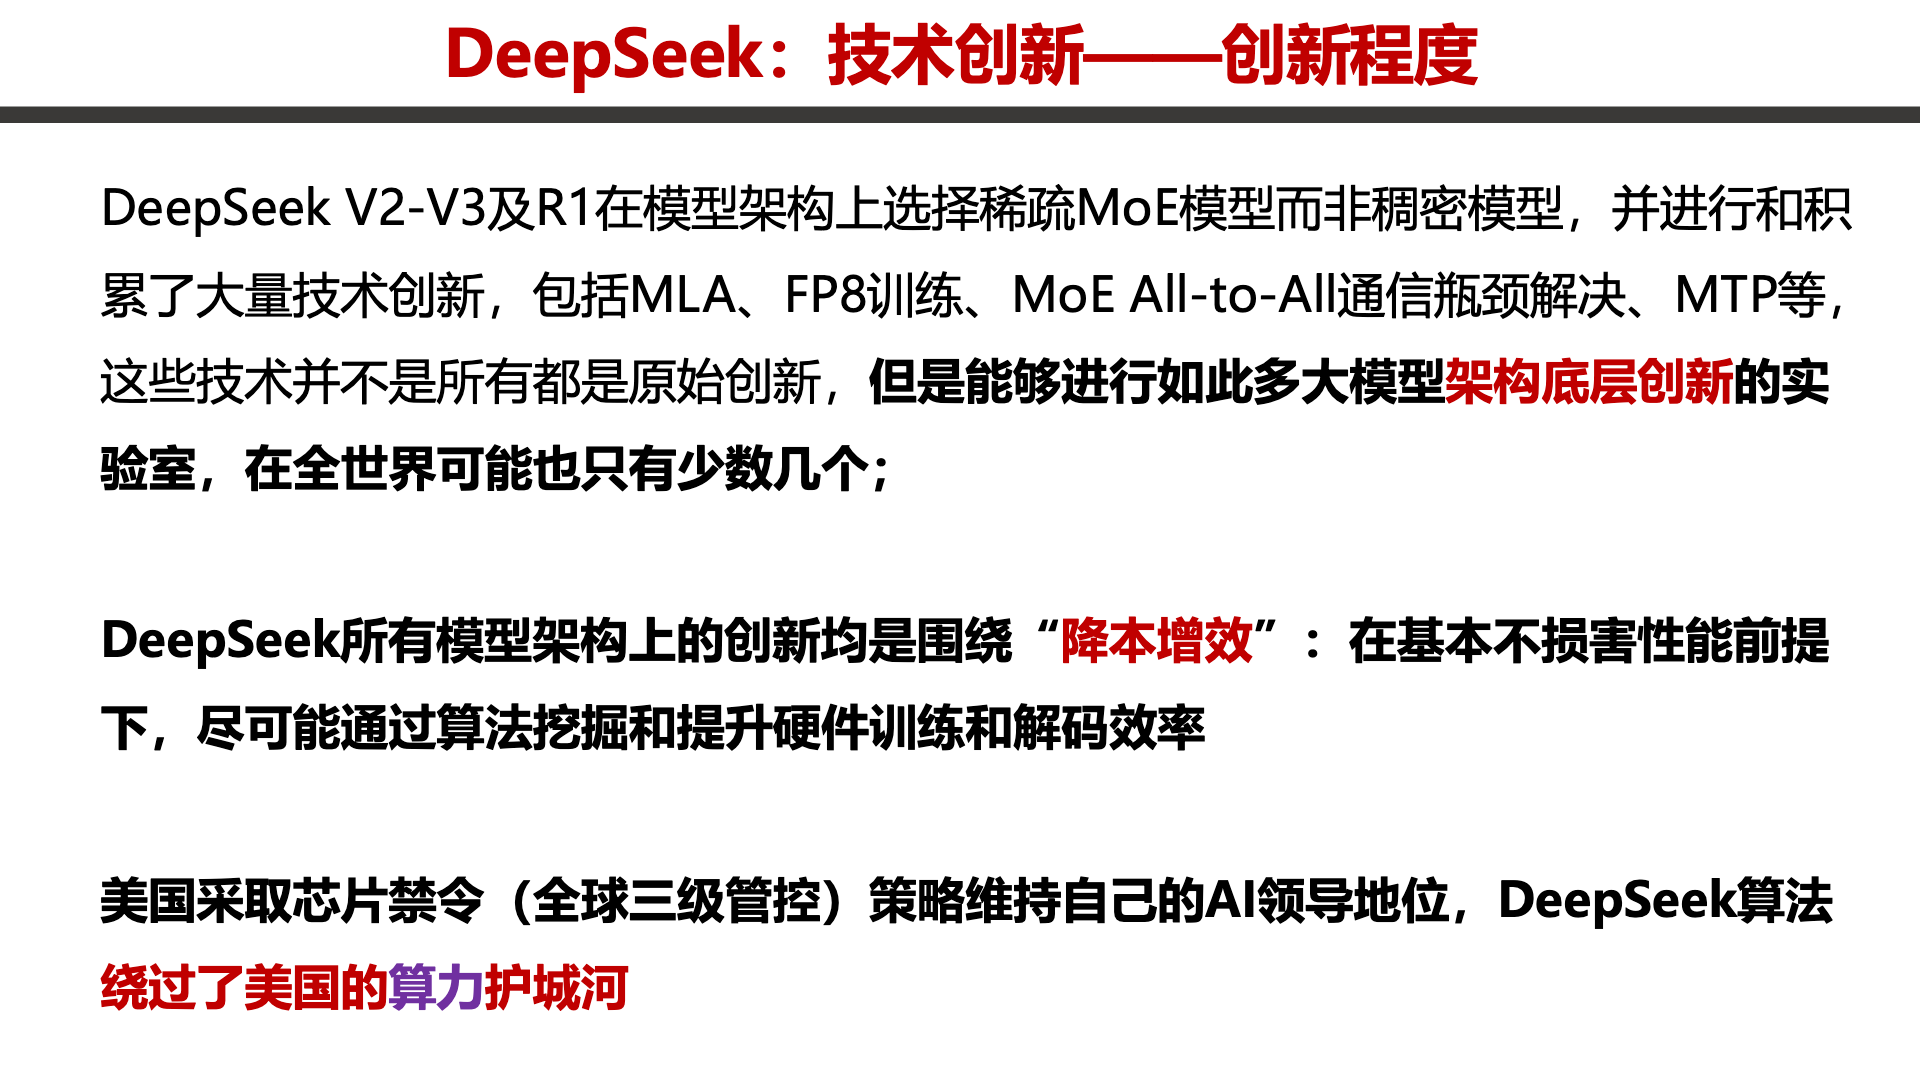 DeepSeek：技术创新——创新程度
DeepSeek V2-V3及R1在模型架构上选择稀疏MoE模型而非稠密模型，并进行和积
累了大量技术创新，包括MLA、FP8训练、MoE All-to-All通信瓶颈解决、MTP等，
这些技术并不是所有都是原始创新，但是能够进行如此多大模型架构底层创新的实
验室，在全世界可能也只有少数几个；
DeepSeek所有模型架构上的创新均是围绕“降本增效”：在基本不损害性能前提
下，尽可能通过算法挖掘和提升硬件训练和解码效率
美国采取芯片禁令（全球三级管控）策略维持自己的AI领导地位，DeepSeek算法
绕过了美国的算力护城河